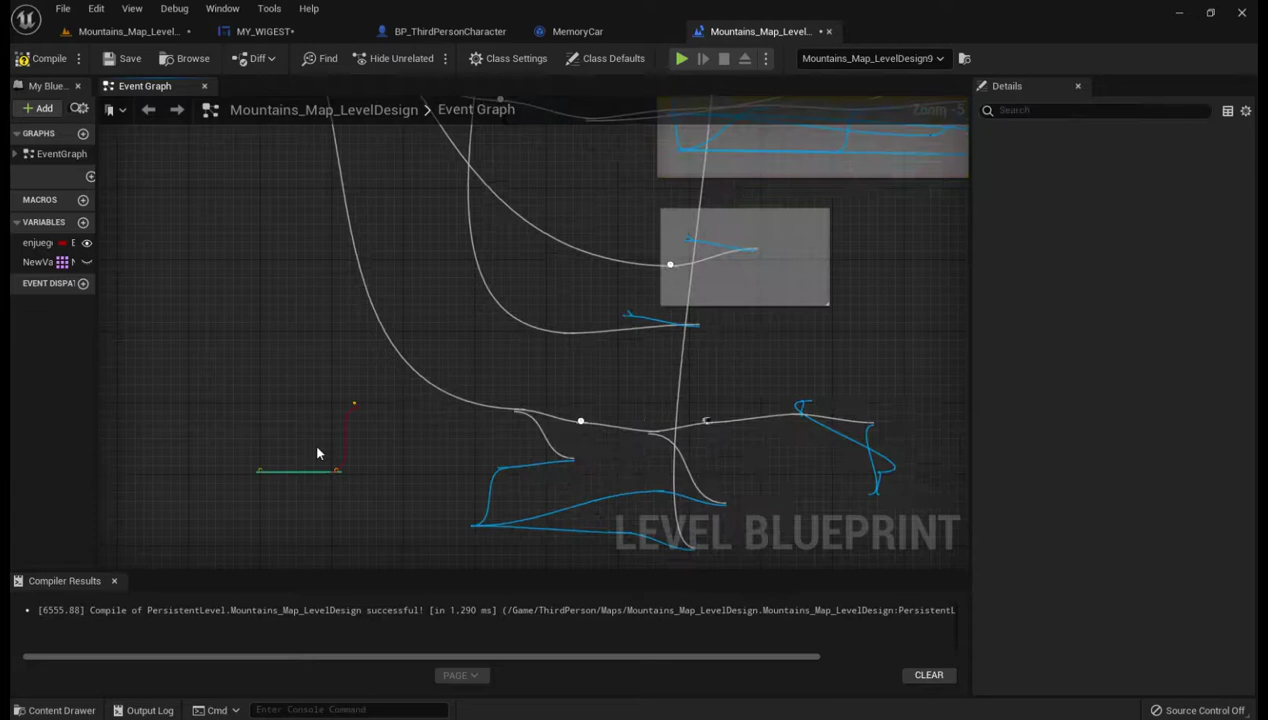 File Edit View Debug Window Tools Help
Mountains_Map_Level... MY_WIGEST* BP_ThirdPersonCharacter MemoryCar Mountains_Map_Level...
Compile Save Browse Diff Find Hide Unrelated Class Settings Class Defaults Mountains_Map_LevelDesign9
My Blue Event Graph Details
Add Mountains_Map_LevelDesign Event Graph Zoom -5 Search
GRAPHS
EventGraph
MACROS
VARIABLES
enjueg
NewVa
EVENT DISPAT
LEVEL BLUEPRINT
Compiler Results
[6555.88] Compile of PersistentLevel.Mountains_Map_LevelDesign successful! [in 1,290 ms] (/Game/ThirdPerson/Maps/Mountains_Map_LevelDesign.Mountains_Map_LevelDesign:PersistentL
PAGE CLEAR
Content Drawer Output Log Cmd Enter Console Command Source Control Off